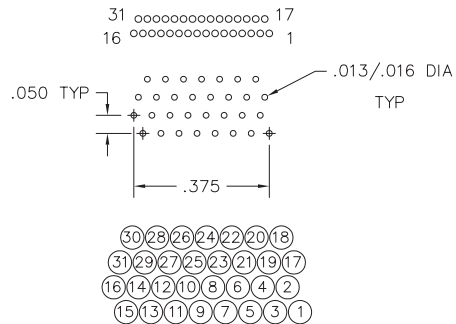 31 17
16 1
.013/.016 DIA
TYP
.050 TYP
.375
30 28 26 24 22 20 18
31 29 27 25 23 21 19 17
16 14 12 10 8 6 4 2
15 13 11 9 7 5 3 1